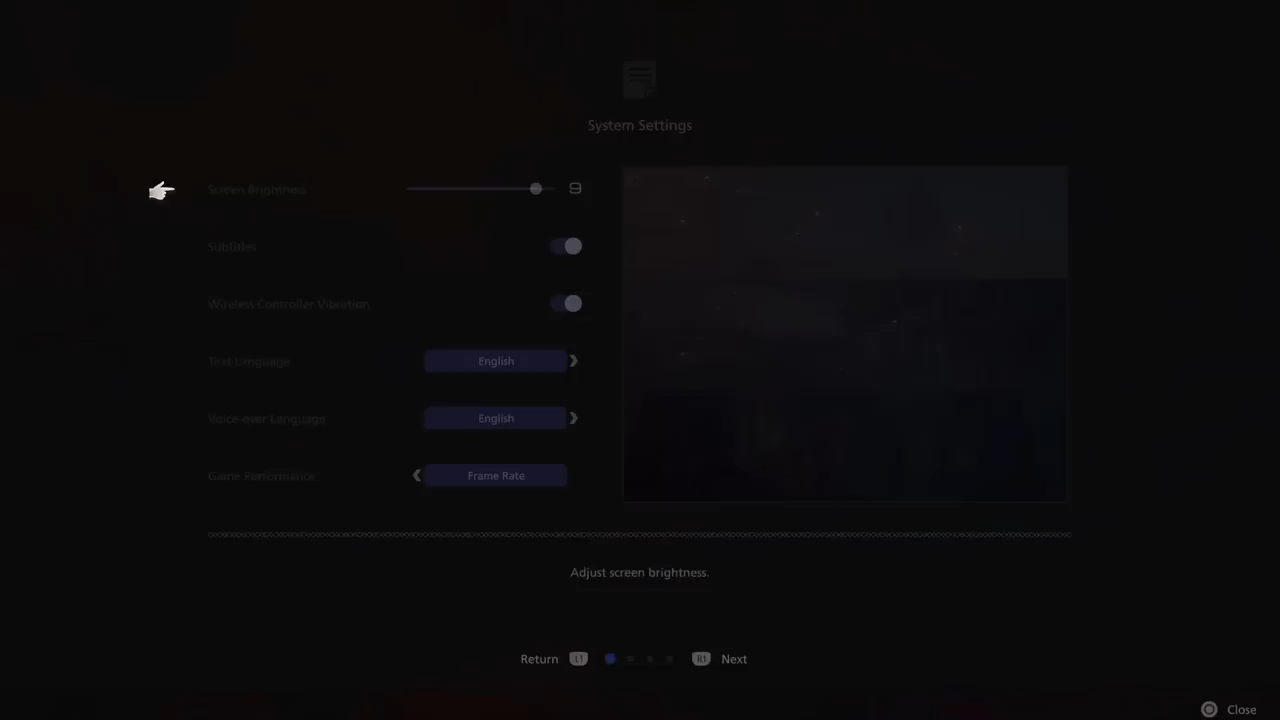 System Settings
Screen Brightness 9
Subtitles
Wireless Controller Vibration
Text Language English
Voice-over Language English
Game Performance Frame Rate
Adjust screen brightness.
Return L1 R1 Next
Close